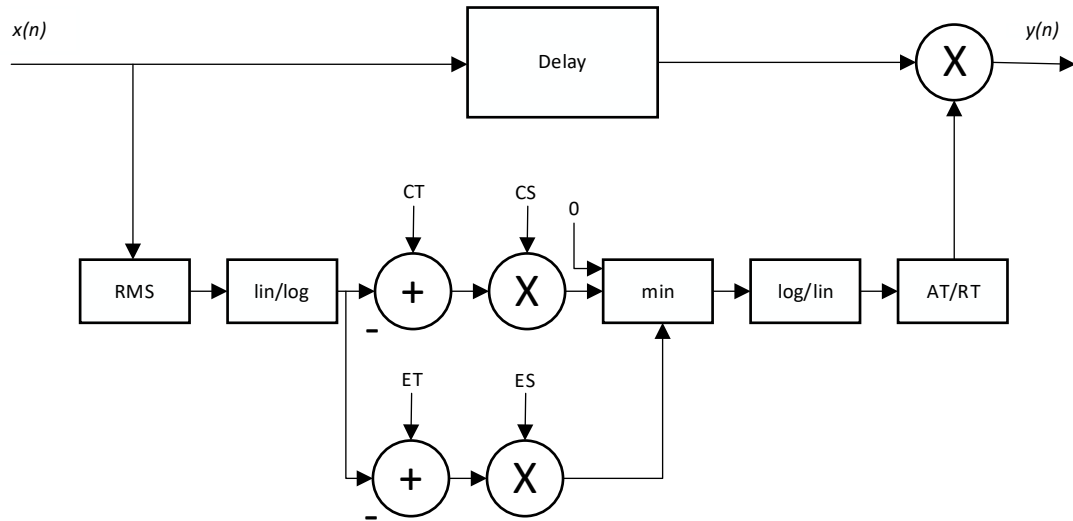 x(n)
Delay
X
y(n)
CT
CS
0
RMS
lin/log
+
X
min
log/lin
AT/RT
-
ET
ES
+
X
-